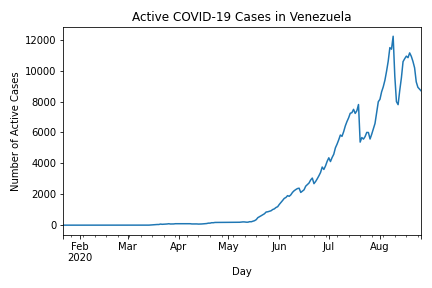 Active COVID-19 Cases in Venezuela
Number of Active Cases
12000
10000
8000
6000
4000
2000
0
Feb Mar Apr May Jun Jul Aug
2020
Day